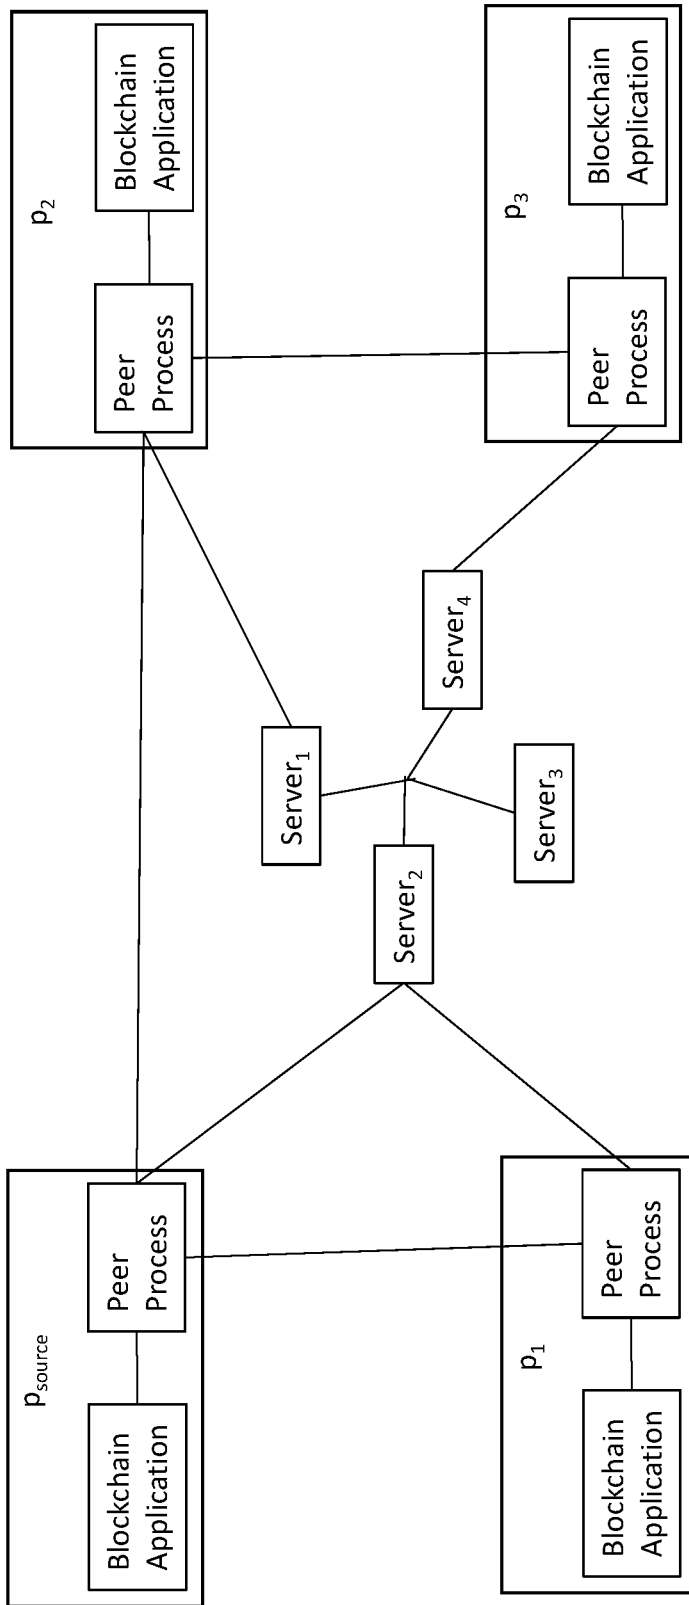 p₂
Peer
Process
Blockchain
Application
p₃
Peer
Process
Blockchain
Application
Server₁
Server₄
Server₂
Server₃
pₛₒᵤᵣcₑ
Blockchain
Application
Peer
Process
p₁
Blockchain
Application
Peer
Process